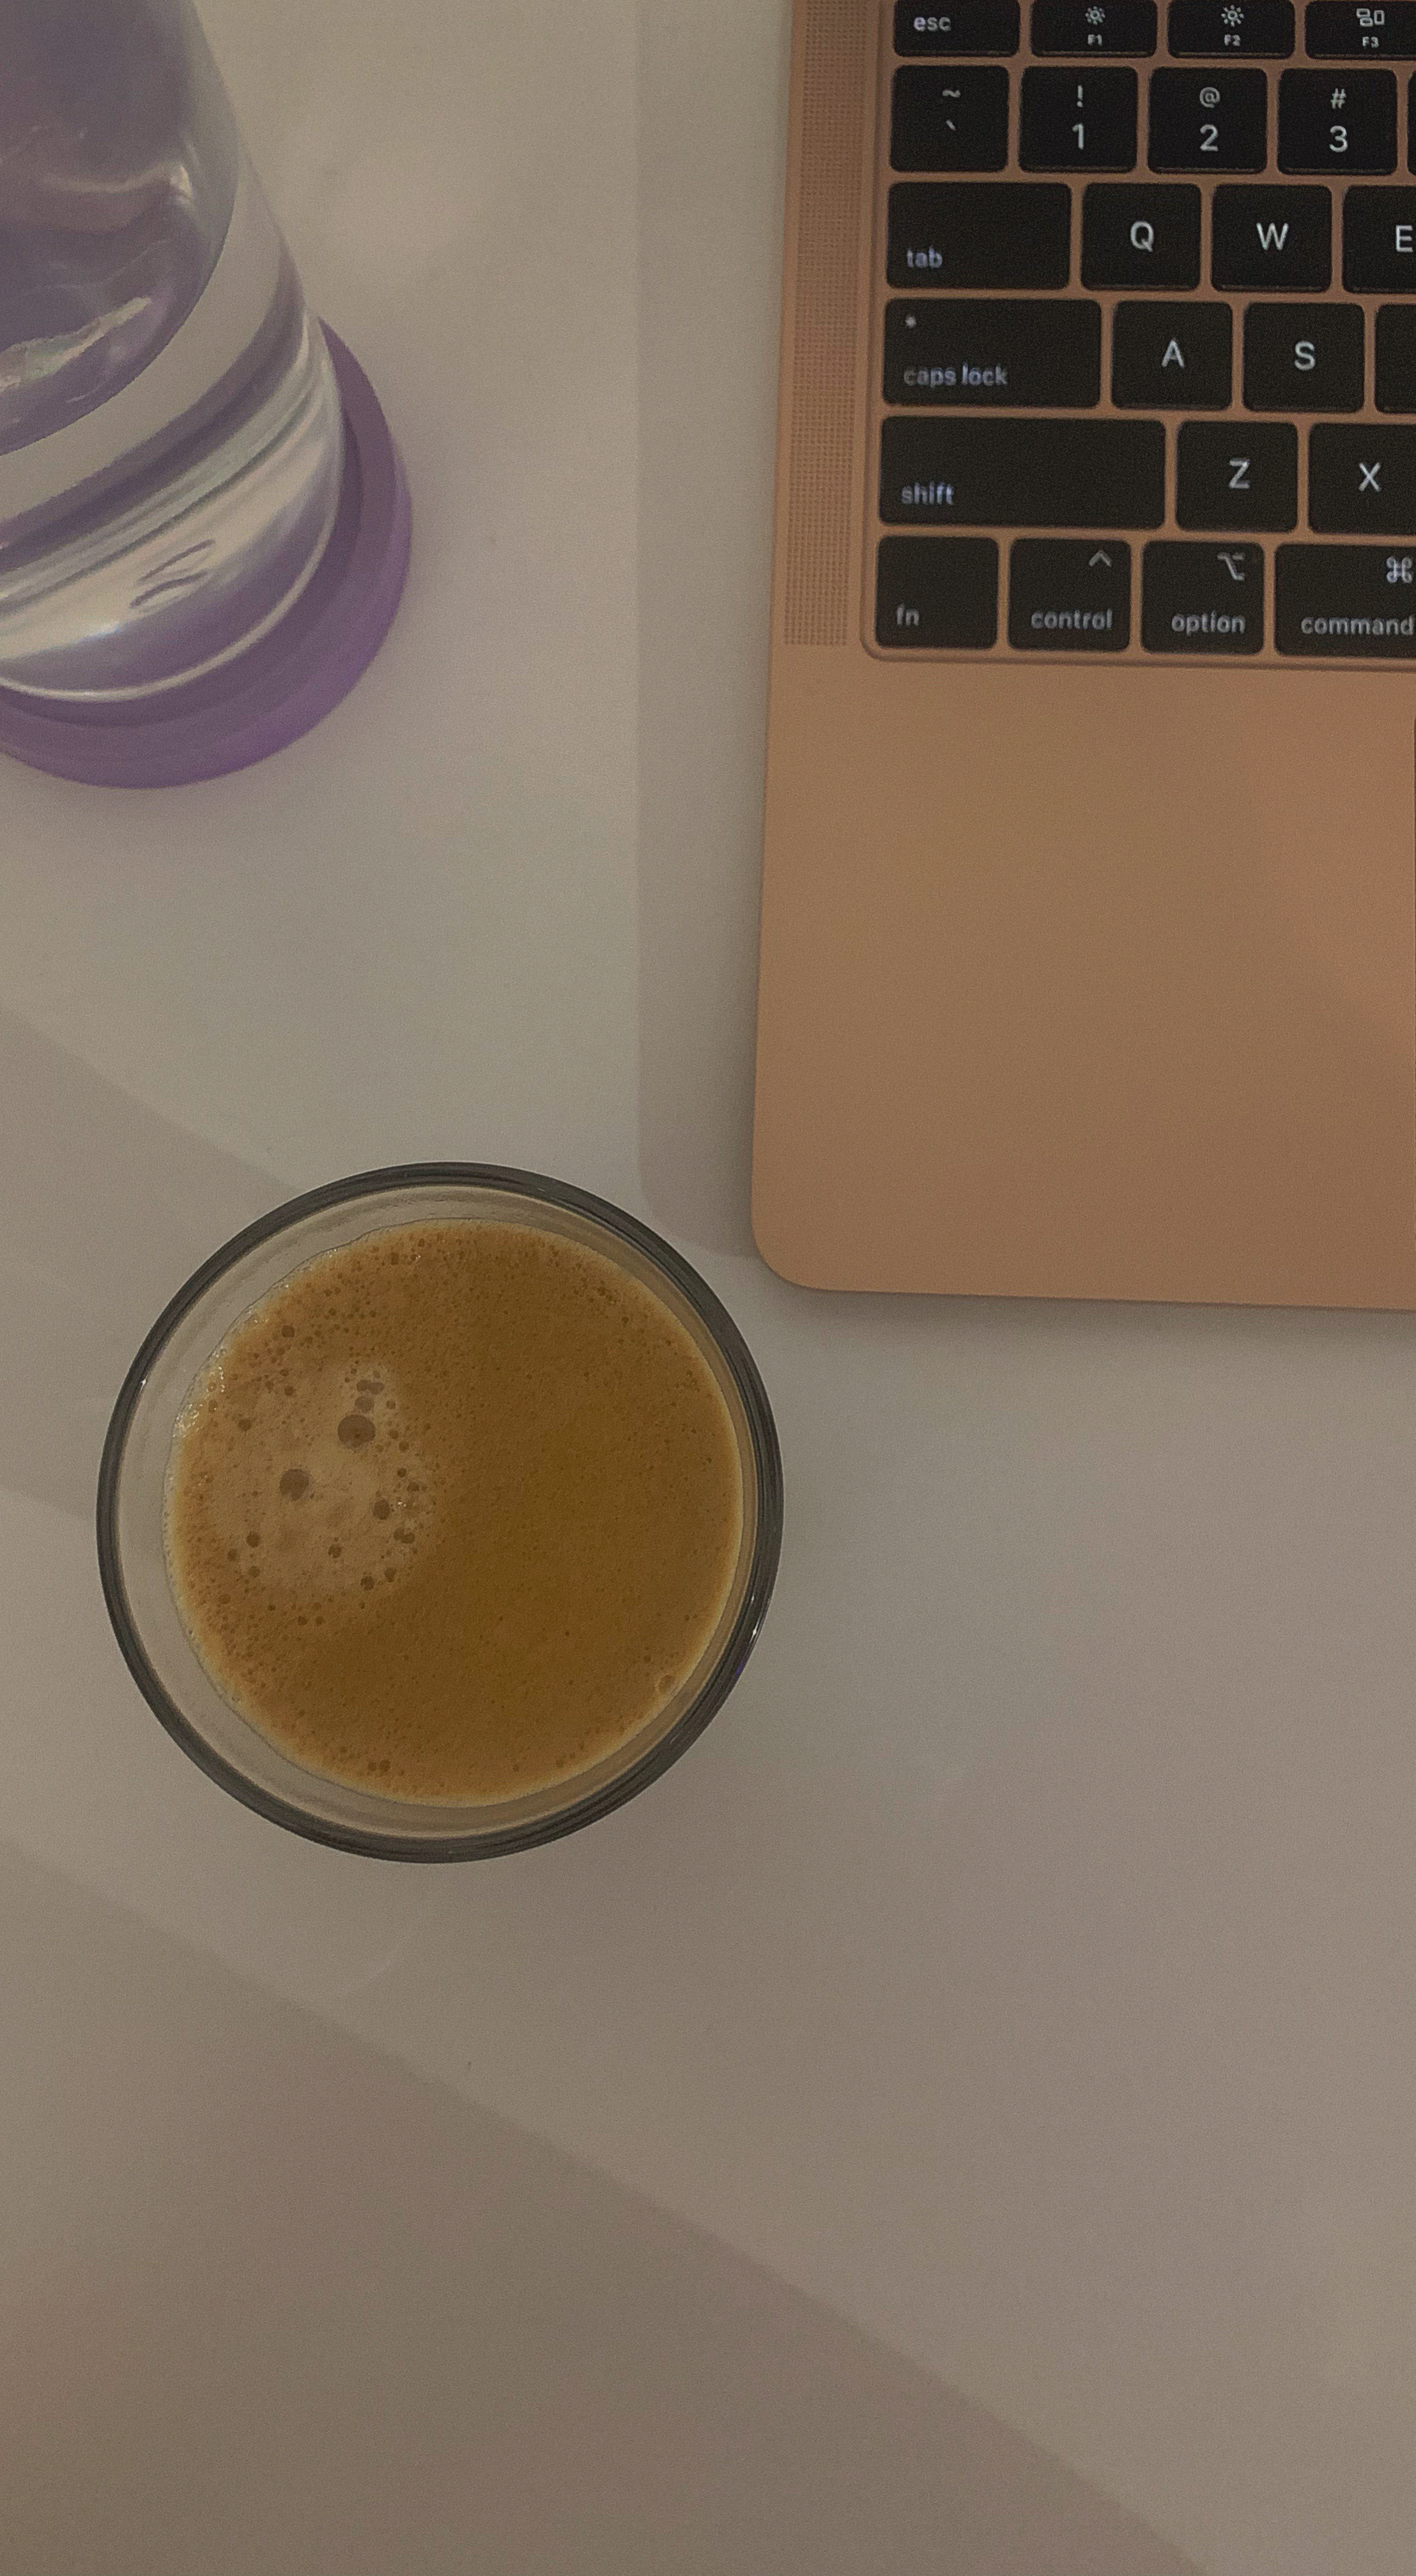 esc F1 F2 F3
~ ! @ #
` 1 2 3
tab Q W E
caps lock A S
shift Z X
^ ⌥ ⌘
fn control option command